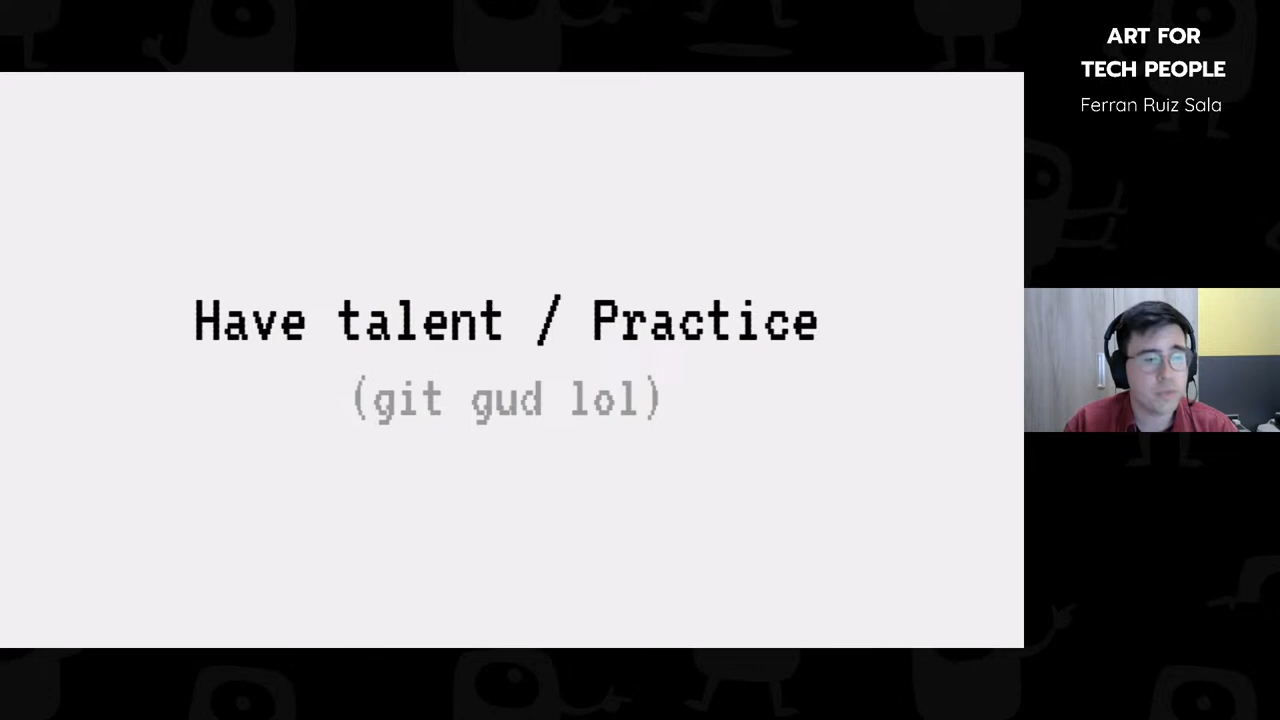 ART FOR
TECH PEOPLE
Ferran Ruiz Sala
Have talent / Practice
(git gud lol)